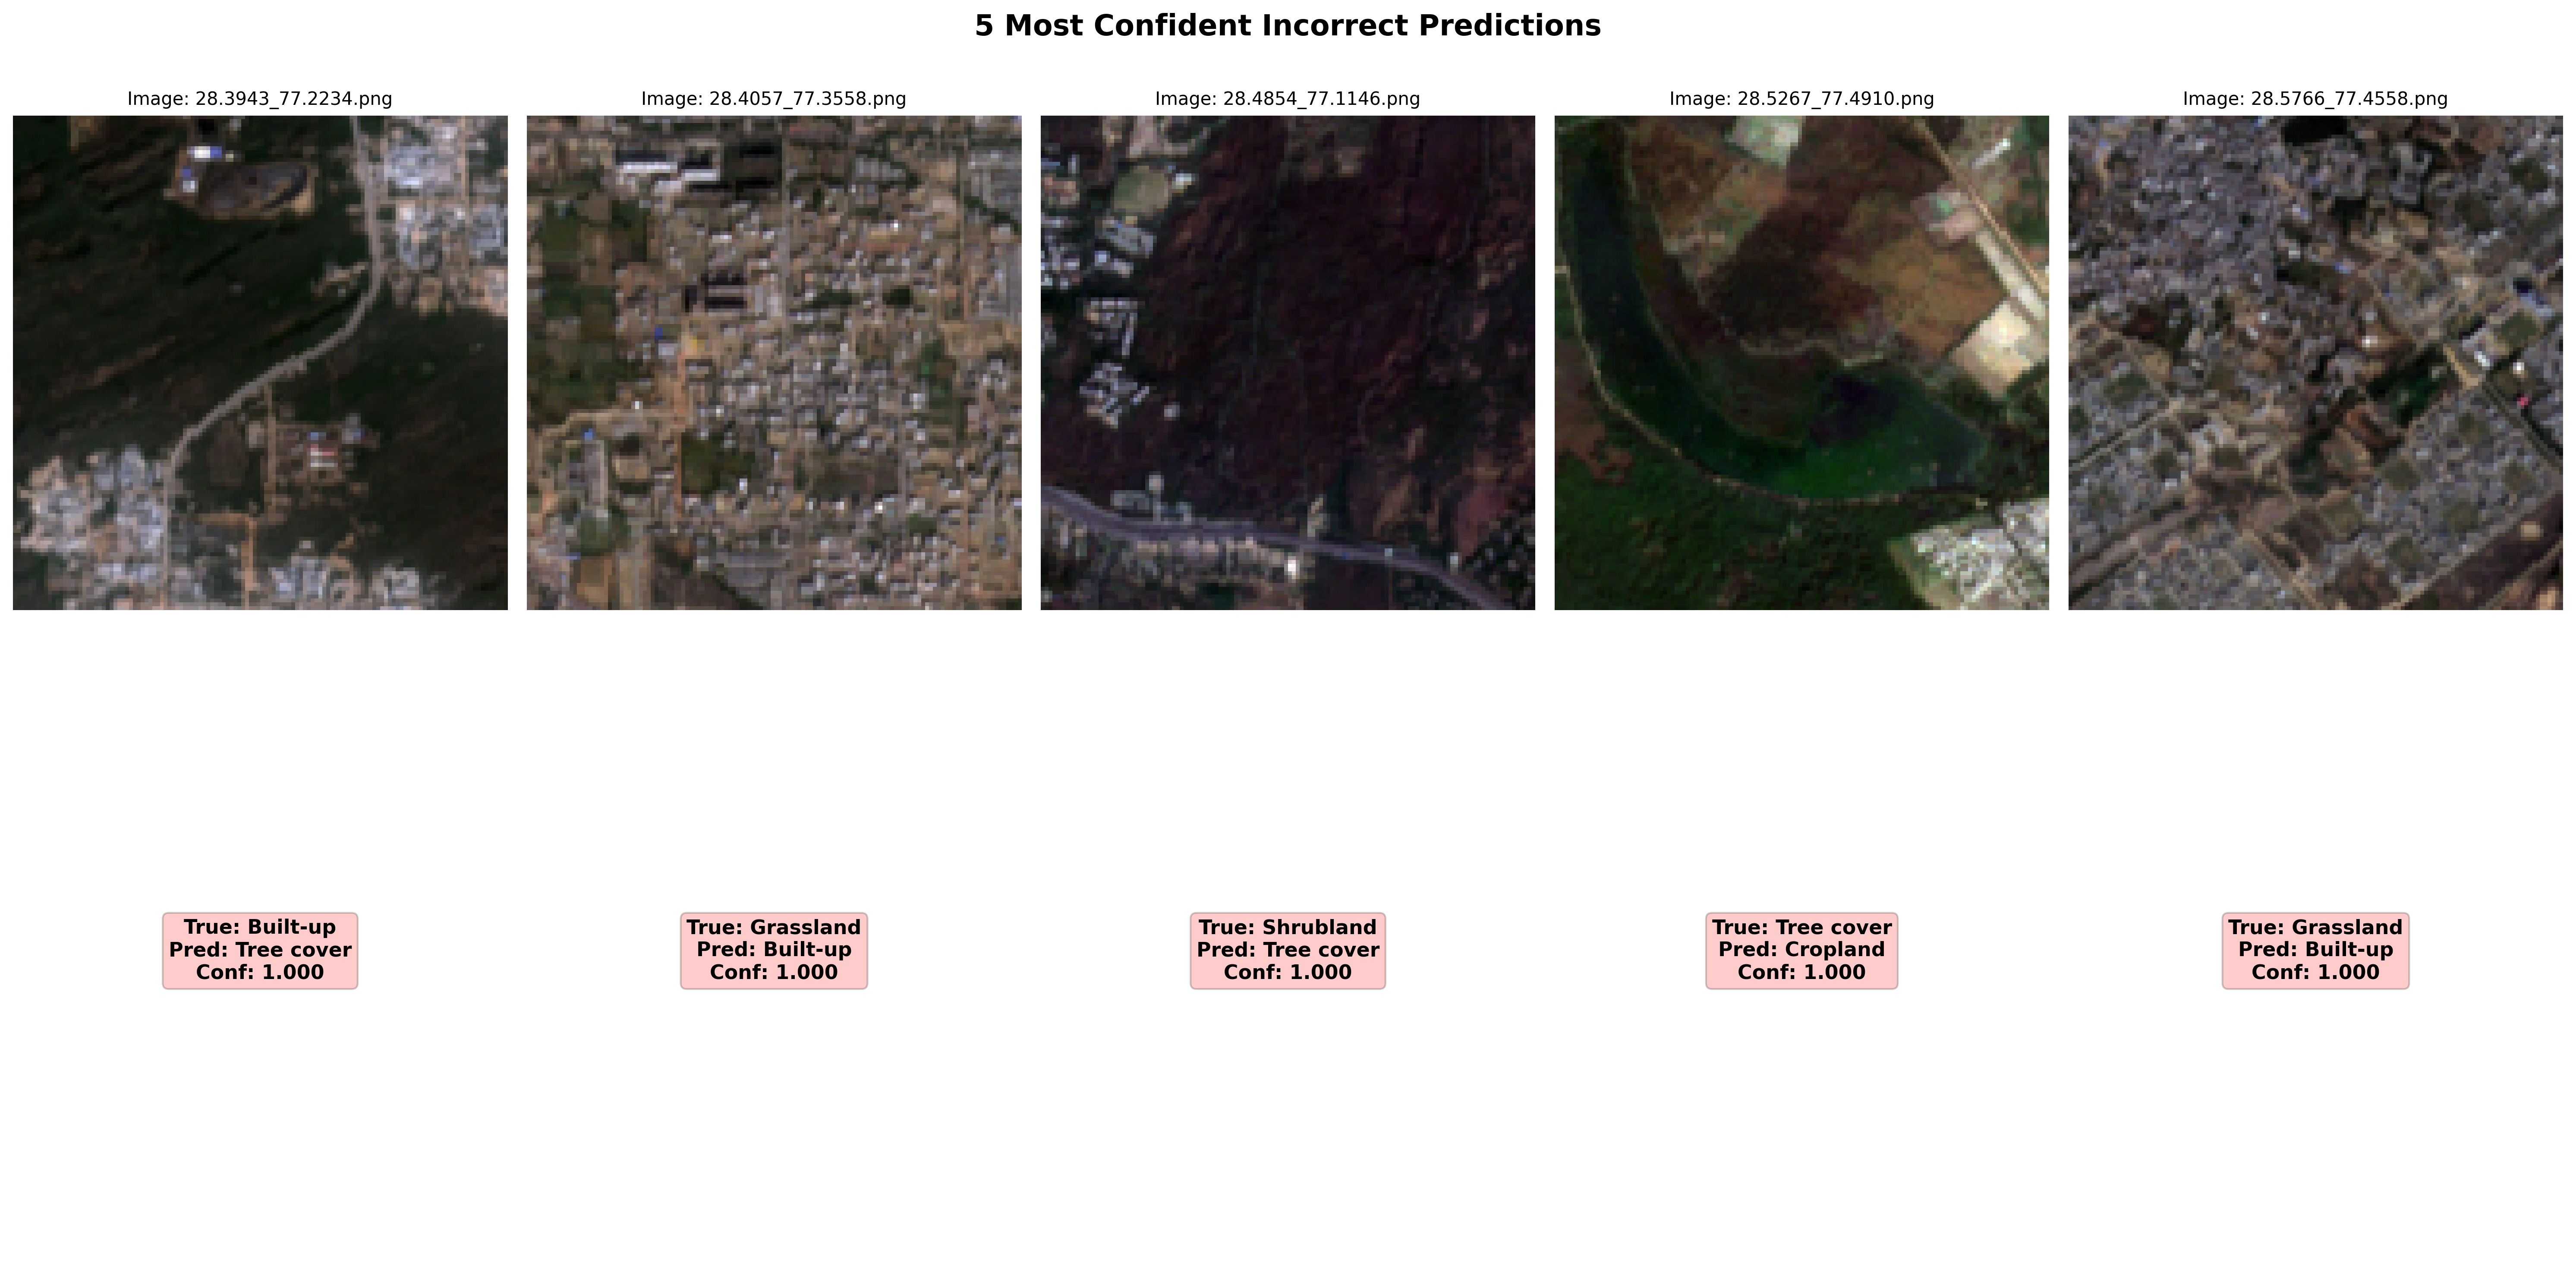 5 Most Confident Incorrect Predictions
Image: 28.3943_77.2234.png
Image: 28.4057_77.3558.png
Image: 28.4854_77.1146.png
Image: 28.5267_77.4910.png
Image: 28.5766_77.4558.png
True: Built-up
Pred: Tree cover
Conf: 1.000
True: Grassland
Pred: Built-up
Conf: 1.000
True: Shrubland
Pred: Tree cover
Conf: 1.000
True: Tree cover
Pred: Cropland
Conf: 1.000
True: Grassland
Pred: Built-up
Conf: 1.000